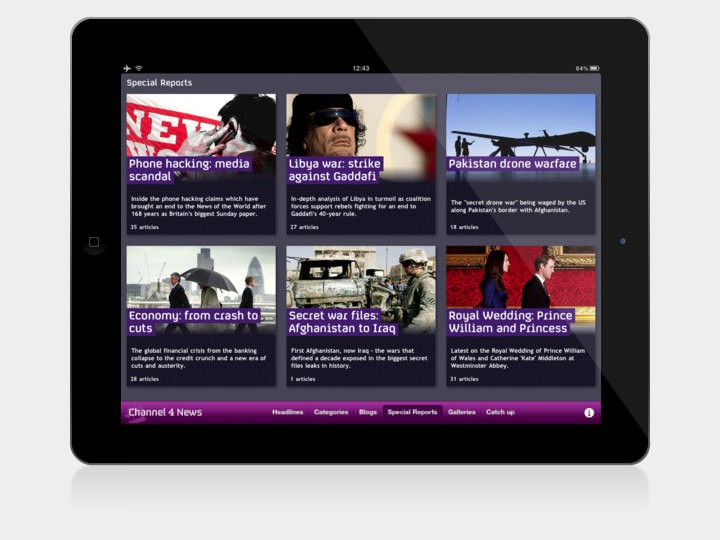 12:43
84%
Special Reports
NEW
Phone hacking: media
scandal
Inside the phone hacking claims which have
brought an end to the News of the World after
168 years as Britain's biggest Sunday paper.
35 articles
Libya war: strike
against Gaddafi
In-depth analysis of Libya in turmoil as coalition
forces support rebels fighting for an end to
Gaddafi's 40-year rule.
27 articles
Pakistan drone warfare
The "secret drone war" being waged by the US
along Pakistan's border with Afghanistan.
18 articles
Economy: from crash to
cuts
The global financial crisis from the banking
collapse to the credit crunch and a new era of
cuts and austerity.
28 articles
Secret war files:
Afghanistan to Iraq
First Afghanistan, now Iraq - the wars that
defined a decade exposed in the biggest secret
files leaks in history.
1 articles
Royal Wedding: Prince
William and Princess
Latest on the Royal Wedding of Prince William
of Wales and Catherine 'Kate' Middleton at
Westminster Abbey.
31 articles
Channel 4 News
Headlines Categories Blogs Special Reports Galleries Catch up